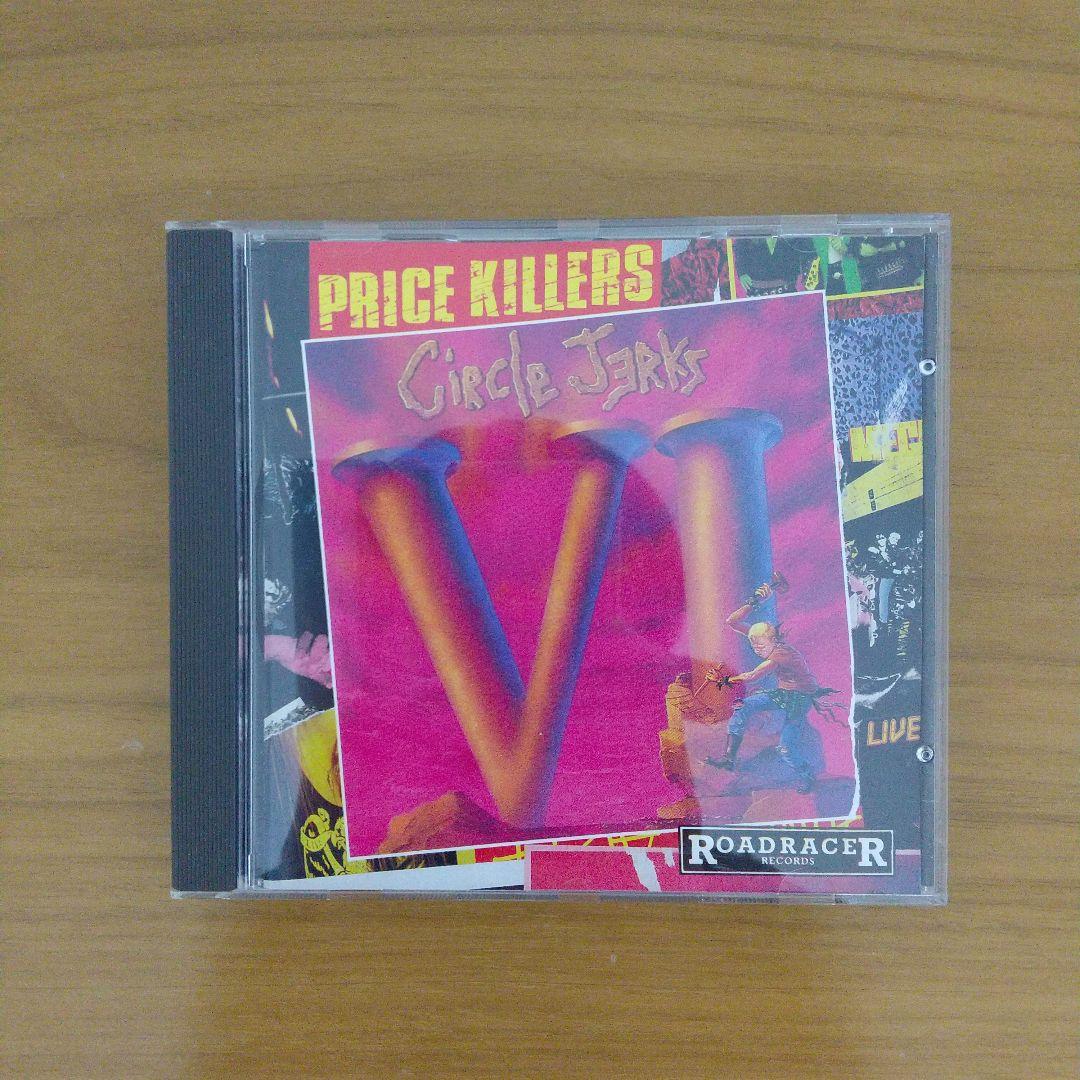 PRICE KILLERS
CIRCLE JERKS
VI
LIVE
ROADRACER
RECORDS